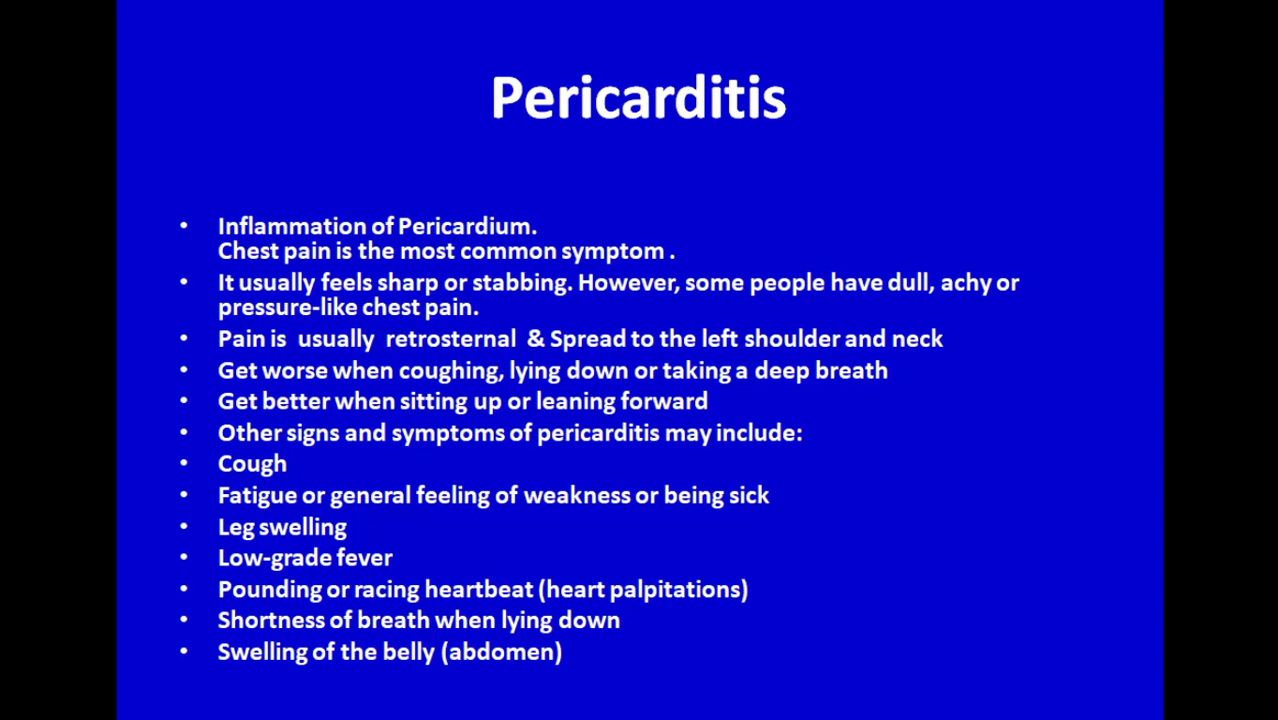 Pericarditis
• Inflammation of Pericardium.
Chest pain is the most common symptom .
• It usually feels sharp or stabbing. However, some people have dull, achy or
pressure-like chest pain.
• Pain is usually retrosternal & Spread to the left shoulder and neck
• Get worse when coughing, lying down or taking a deep breath
• Get better when sitting up or leaning forward
• Other signs and symptoms of pericarditis may include:
• Cough
• Fatigue or general feeling of weakness or being sick
• Leg swelling
• Low-grade fever
• Pounding or racing heartbeat (heart palpitations)
• Shortness of breath when lying down
• Swelling of the belly (abdomen)